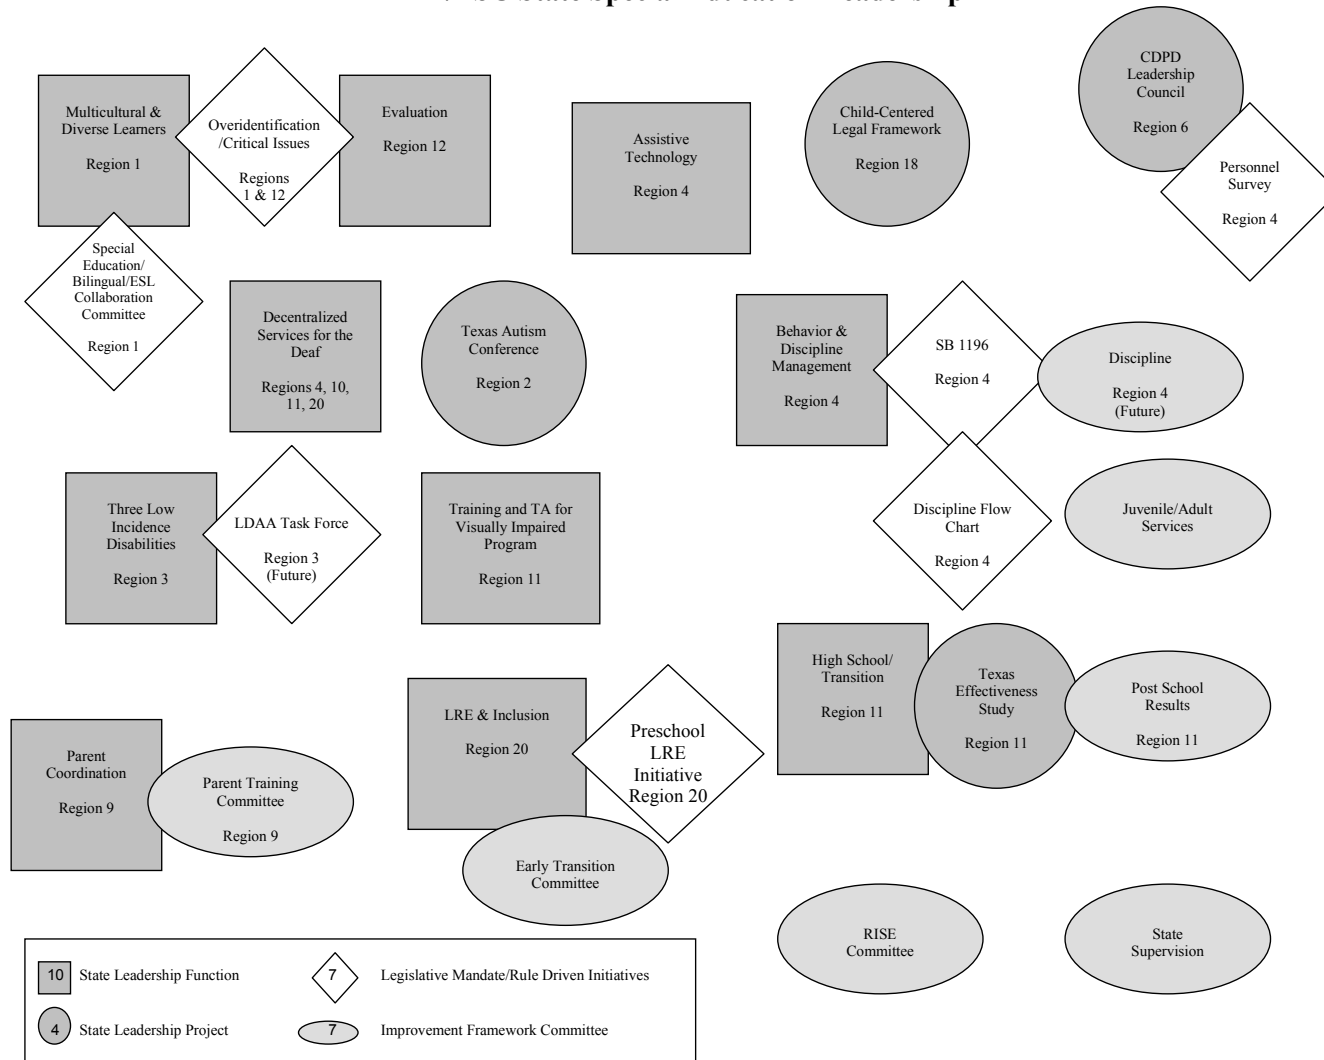 Multicultural &
Diverse Learners
Region 1
Overidentification
/Critical Issues
Regions
1 & 12
Evaluation
Region 12
Assistive
Technology
Region 4
Child-Centered
Legal Framework
Region 18
CDPD
Leadership
Council
Region 6
Personnel
Survey
Region 4
Special
Education/
Bilingual/ESL
Collaboration
Committee
Region 1
Decentralized
Services for the
Deaf
Regions 4, 10,
11, 20
Texas Autism
Conference
Region 2
Behavior &
Discipline
Management
Region 4
SB 1196
Region 4
Discipline
Region 4
(Future)
Three Low
Incidence
Disabilities
Region 3
LDAA Task Force
Region 3
(Future)
Training and TA for
Visually Impaired
Program
Region 11
Discipline Flow
Chart
Region 4
Juvenile/Adult
Services
High School/
Transition
Region 11
Texas
Effectiveness
Study
Region 11
Post School
Results
Region 11
Parent
Coordination
Region 9
Parent Training
Committee
Region 9
LRE & Inclusion
Region 20
Preschool
LRE
Initiative
Region 20
Early Transition
Committee
RISE
Committee
State
Supervision
10 State Leadership Function
7 Legislative Mandate/Rule Driven Initiatives
4 State Leadership Project
7 Improvement Framework Committee